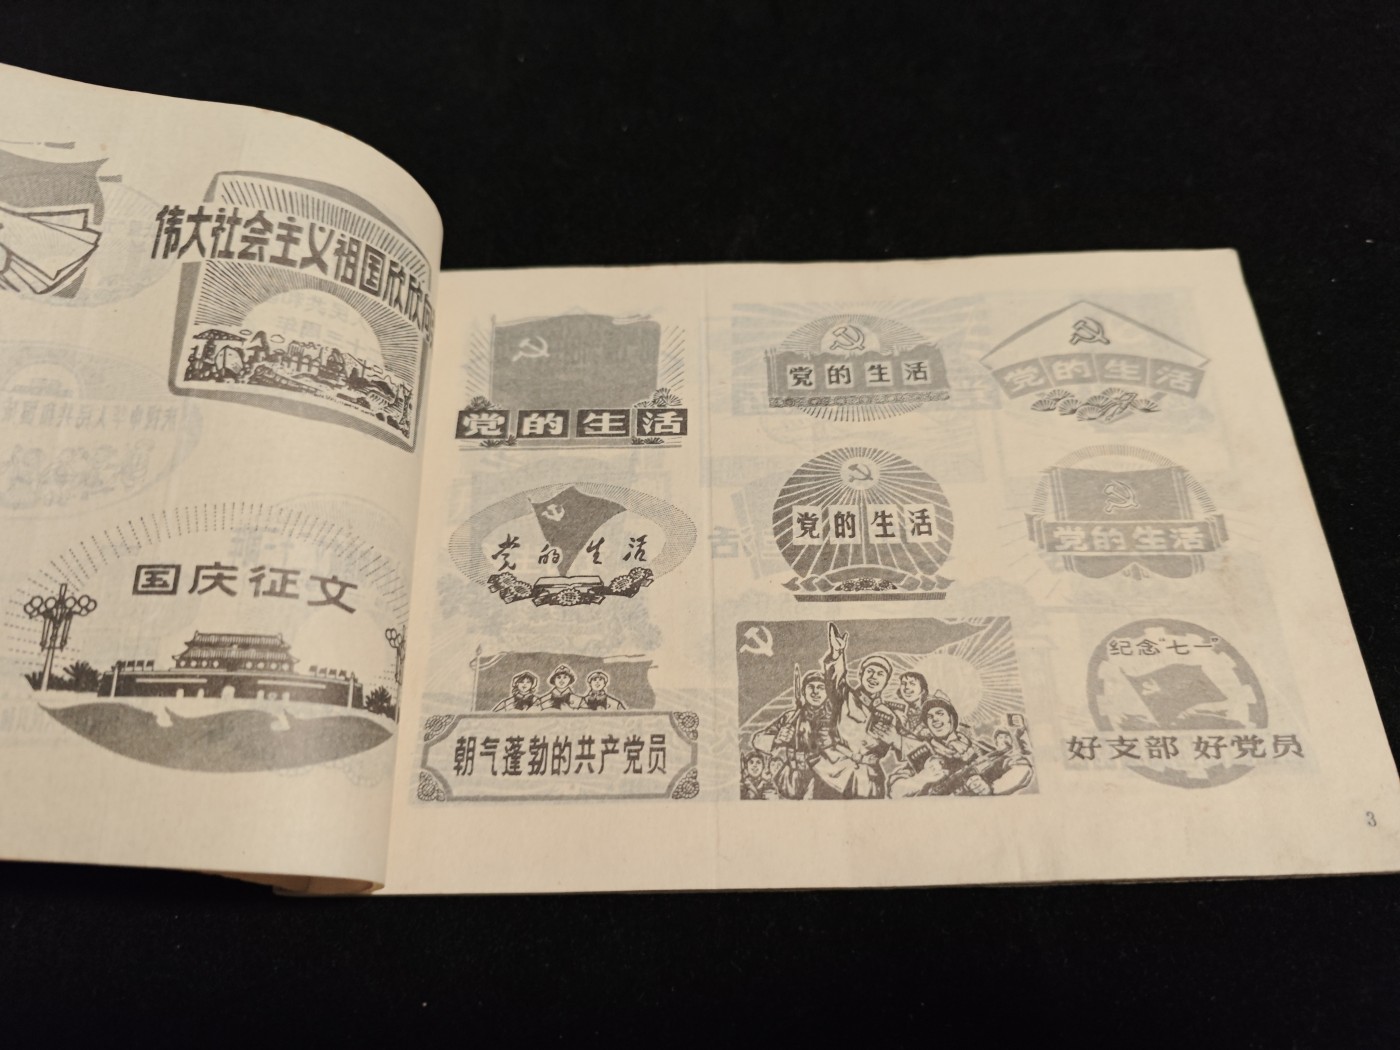 伟大社会主义祖国欣欣向
国庆征文
党的生活
党的生活
党的生活
党的生活
党的生活
党的生活
朝气蓬勃的共产党员
纪念"七一"
好支部 好党员
3